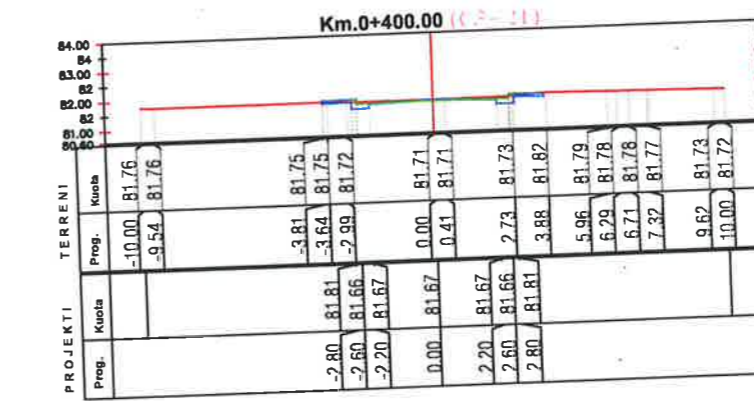 Km.0+400.00
84.00
84
83.00
82
82.00
82
81.00
80.60
TERRENI
Kuota 81.76 81.76 81.75 81.75 81.72 81.71 81.71 81.73 81.82 81.79 81.78 81.78 81.77 81.73 81.72
Prog. -10.00 -9.54 -3.81 -3.64 -2.99 0.00 0.41 2.73 3.88 5.96 6.29 6.71 7.32 9.62 10.00
PROJEKTI
Kuota 81.81 81.66 81.67 81.67 81.67 81.66 81.81
Prog. -2.80 -2.60 -2.20 0.00 2.20 2.60 2.80